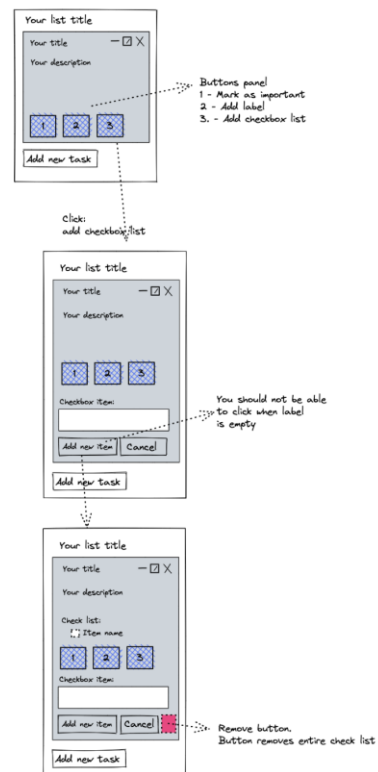 Your list title
Your title
Your description
1 2 3
Add new task
Buttons panel
1 - Mark as important
2 - Add label
3. - Add checkbox list
Click:
add checkbox list
Your list title
Your title
Your description
1 2 3
Checkbox item:
Add new item Cancel
Add new task
You should not be able
to click when label
is empty
Your list title
Your title
Your description
Check list:
Item name
1 2 3
Checkbox item:
Add new item Cancel
Add new task
Remove button.
Button removes entire check list